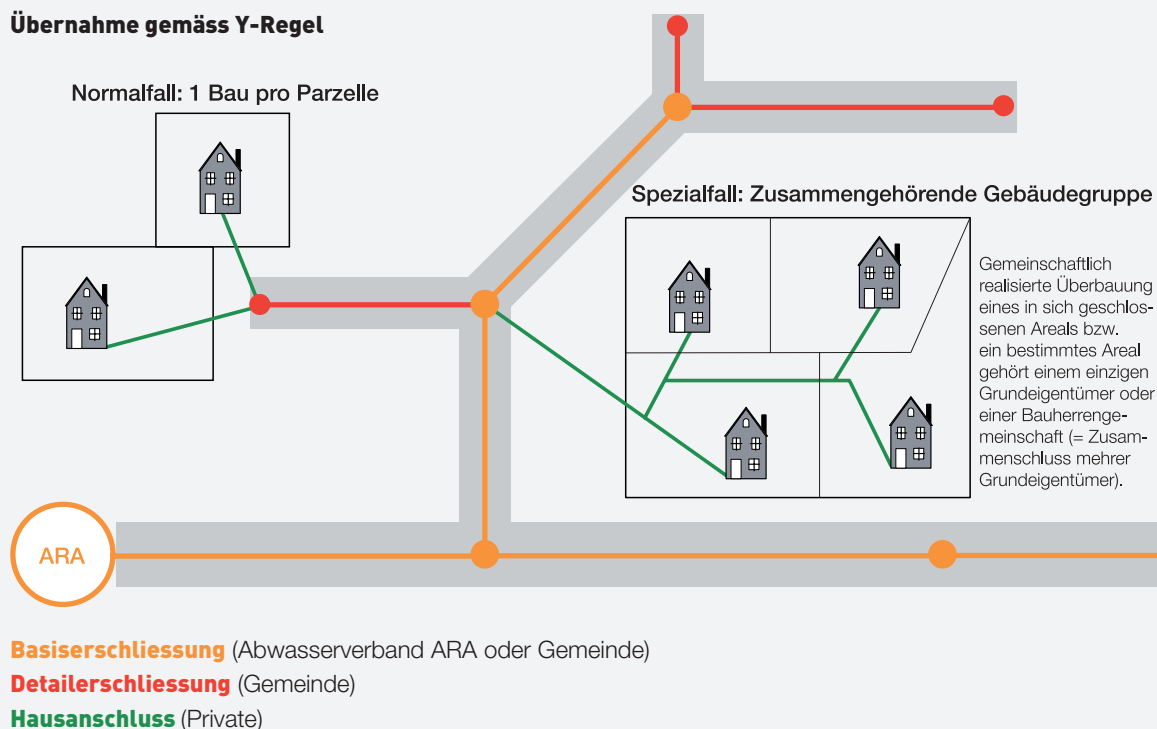 Übernahme gemäss Y-Regel
Normalfall: 1 Bau pro Parzelle
Spezialfall: Zusammengehörende Gebäudegruppe
Gemeinschaftlich
realisierte Überbauung
eines in sich geschlos-
senen Areals bzw.
ein bestimmtes Areal
gehört einem einzigen
Grundeigentümer oder
einer Bauherrenge-
meinschaft (= Zusam-
menschluss mehrer
Grundeigentümer).
ARA
Basiserschliessung (Abwasserverband ARA oder Gemeinde)
Detailerschliessung (Gemeinde)
Hausanschluss (Private)